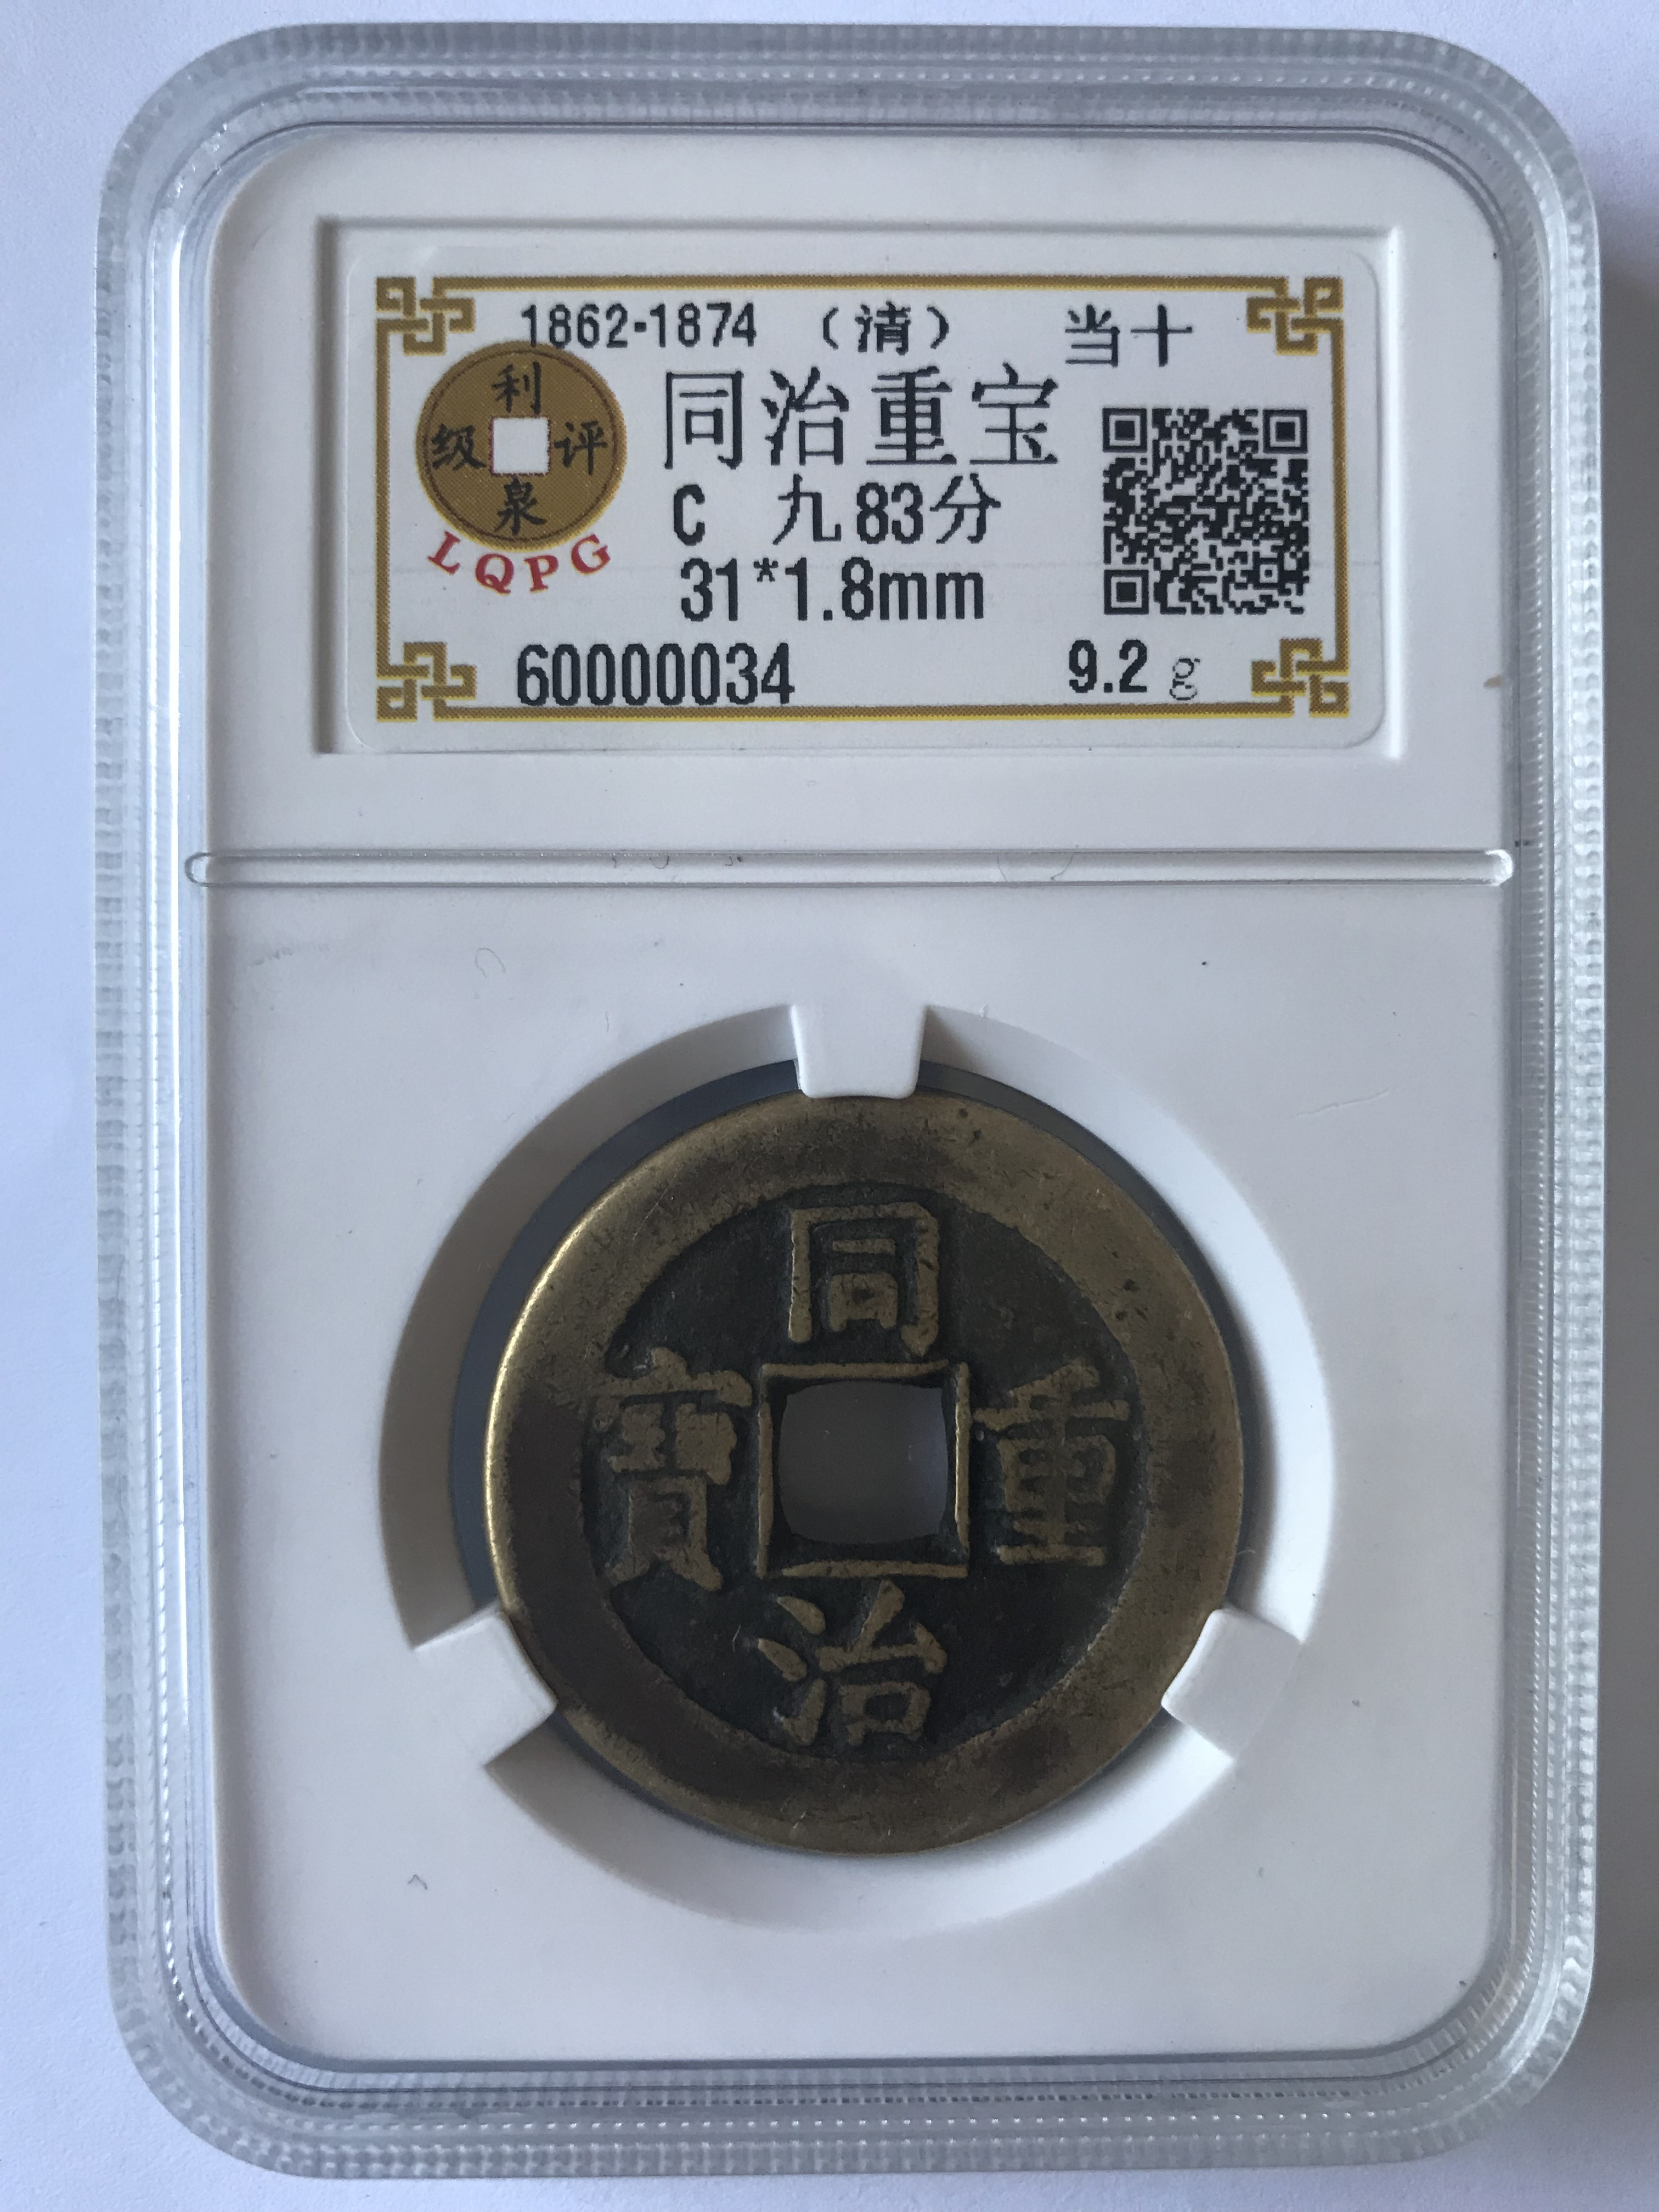 1862-1874 （清） 当十
利泉评级
LQPG
同治重宝
C 九83分
31*1.8mm
60000034 9.2 g
同治重寶